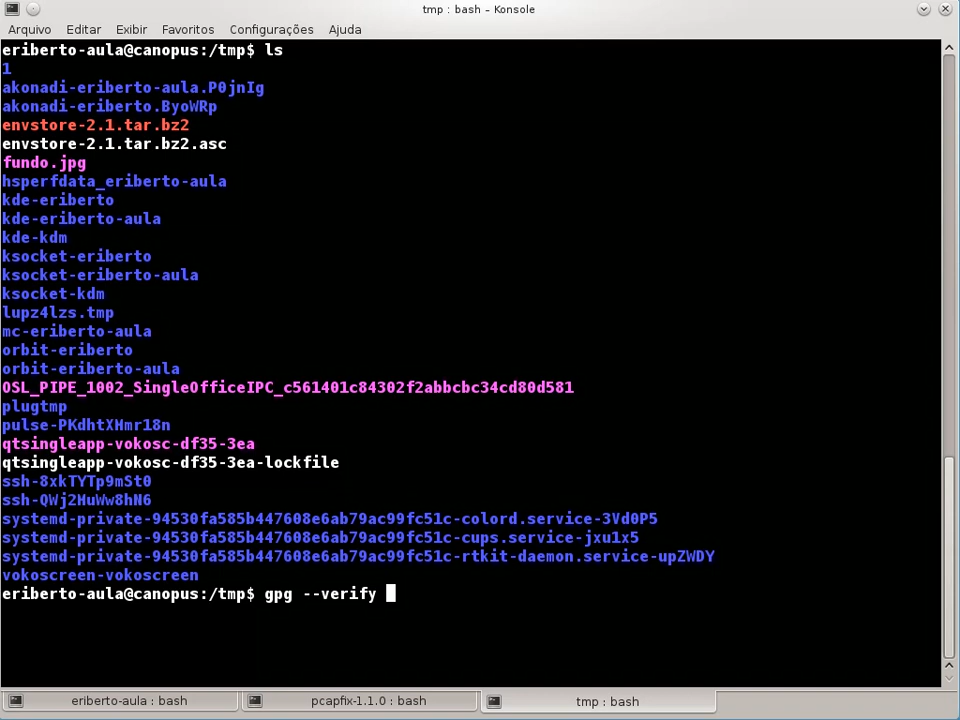 tmp : bash – Konsole
Arquivo Editar Exibir Favoritos Configurações Ajuda
eriberto-aula@canopus:/tmp$ ls
1
akonadi-eriberto-aula.P0jnIg
akonadi-eriberto.ByoWRp
envstore-2.1.tar.bz2
envstore-2.1.tar.bz2.asc
fundo.jpg
hsperfdata_eriberto-aula
kde-eriberto
kde-eriberto-aula
kde-kdm
ksocket-eriberto
ksocket-eriberto-aula
ksocket-kdm
lupz4lzs.tmp
mc-eriberto-aula
orbit-eriberto
orbit-eriberto-aula
OSL_PIPE_1002_SingleOfficeIPC_c561401c84302f2abbcbc34cd80d581
plugtmp
pulse-PKdhtXHmr18n
qtsingleapp-vokosc-df35-3ea
qtsingleapp-vokosc-df35-3ea-lockfile
ssh-8xkTYTp9mSt0
ssh-QWj2HuWw8hN6
systemd-private-94530fa585b447608e6ab79ac99fc51c-colord.service-3Vd0P5
systemd-private-94530fa585b447608e6ab79ac99fc51c-cups.service-jxu1x5
systemd-private-94530fa585b447608e6ab79ac99fc51c-rtkit-daemon.service-upZWDY
vokoscreen-vokoscreen
eriberto-aula@canopus:/tmp$ gpg --verify
eriberto-aula : bash pcapfix-1.1.0 : bash tmp : bash